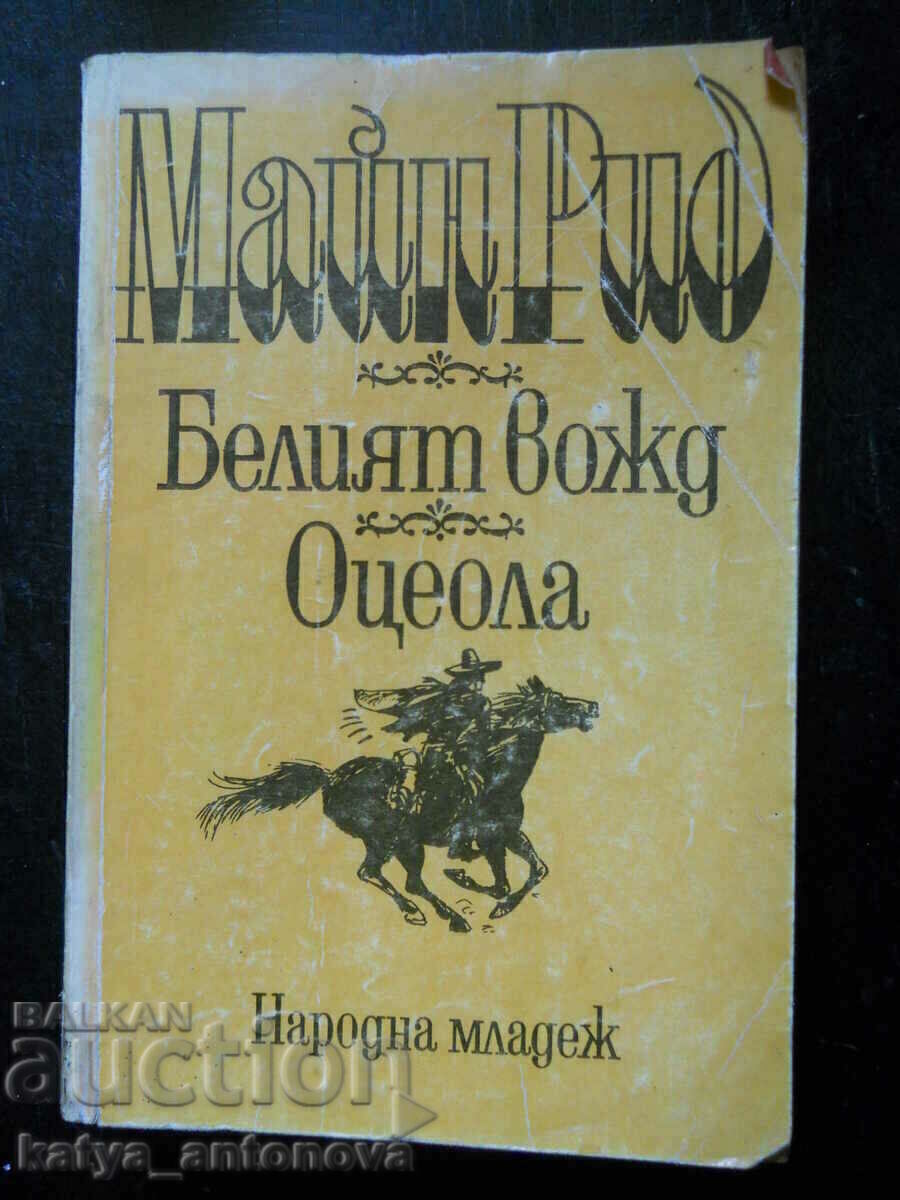 Майн Рид
Белият вожд
Оцеола
Народна младеж
BALKAN
auction
katya_antonova